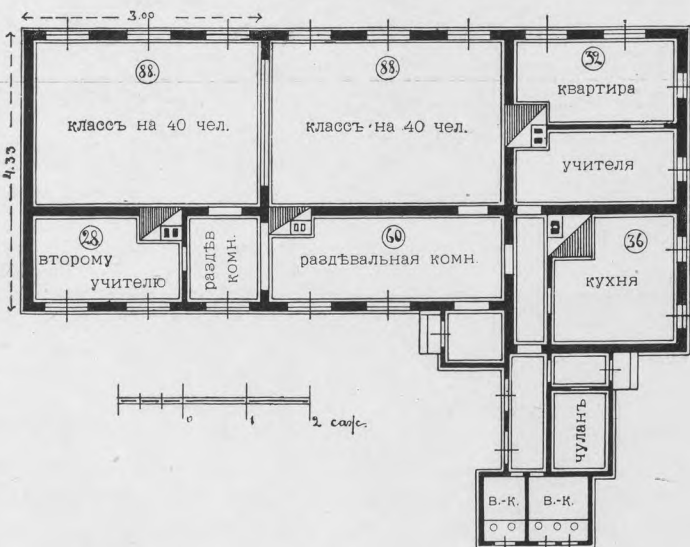 3.00
4.33
88.
классъ на 40 чел.
88.
классъ на 40 чел.
32
квартира
учителя
28
второму
учителю
раздѣв
комн.
60
раздѣвальная комн.
36
кухня
чуланъ
0
1
2 саж.
в.-к.
в.-к.